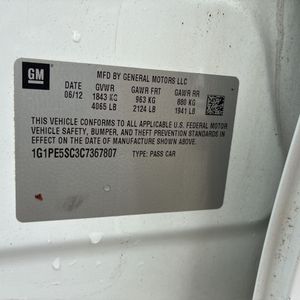 GM
MFD BY GENERAL MOTORS LLC
DATE GVWR GAWR FRT GAWR RR
06/12 1843 KG 963 KG 880 KG
4065 LB 2124 LB 1941 LB
THIS VEHICLE CONFORMS TO ALL APPLICABLE U.S. FEDERAL MOTOR
VEHICLE SAFETY, BUMPER, AND THEFT PREVENTION STANDARDS IN
EFFECT ON THE DATE OF MANUFACTURE SHOWN ABOVE.
1G1PE5SC3C7367807 TYPE: PASS CAR